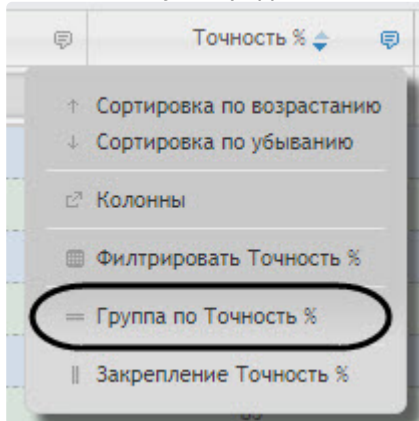 Точность %
Сортировка по возрастанию
Сортировка по убыванию
Колонны
Филтрировать Точность %
Группа по Точность %
Закрепление Точность %